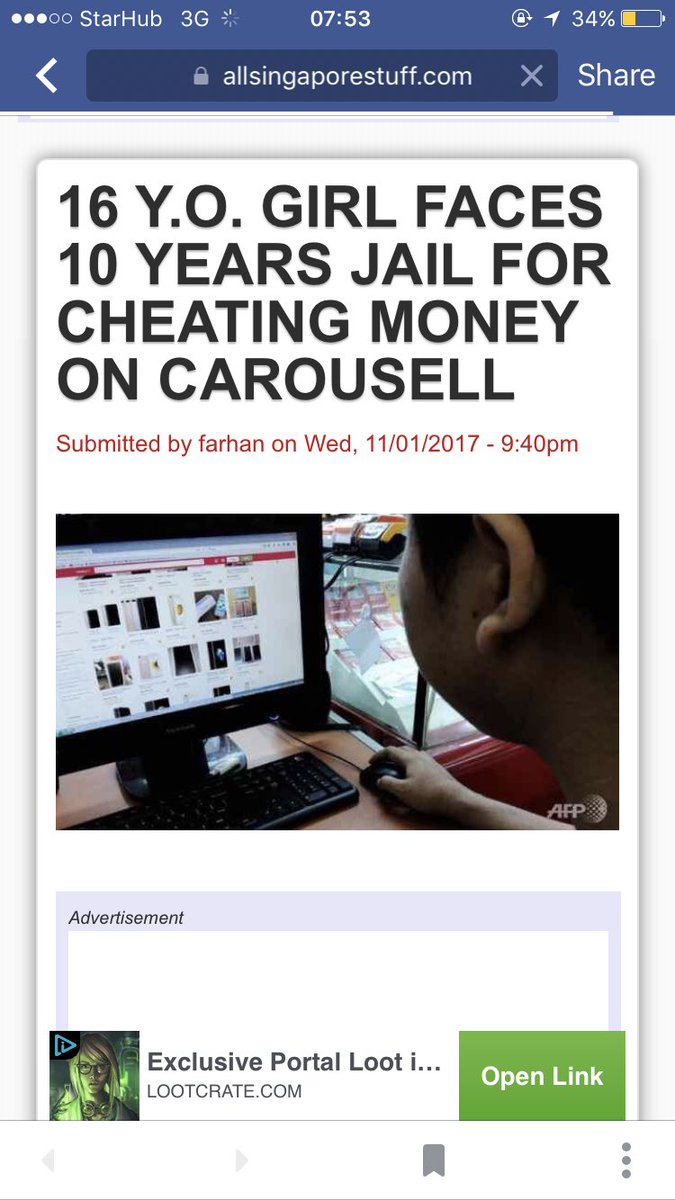 StarHub 3G 07:53 34%
allsingaporestuff.com Share
16 Y.O. GIRL FACES
10 YEARS JAIL FOR
CHEATING MONEY
ON CAROUSELL
Submitted by farhan on Wed, 11/01/2017 - 9:40pm
AFP
Advertisement
Exclusive Portal Loot i...
LOOTCRATE.COM
Open Link